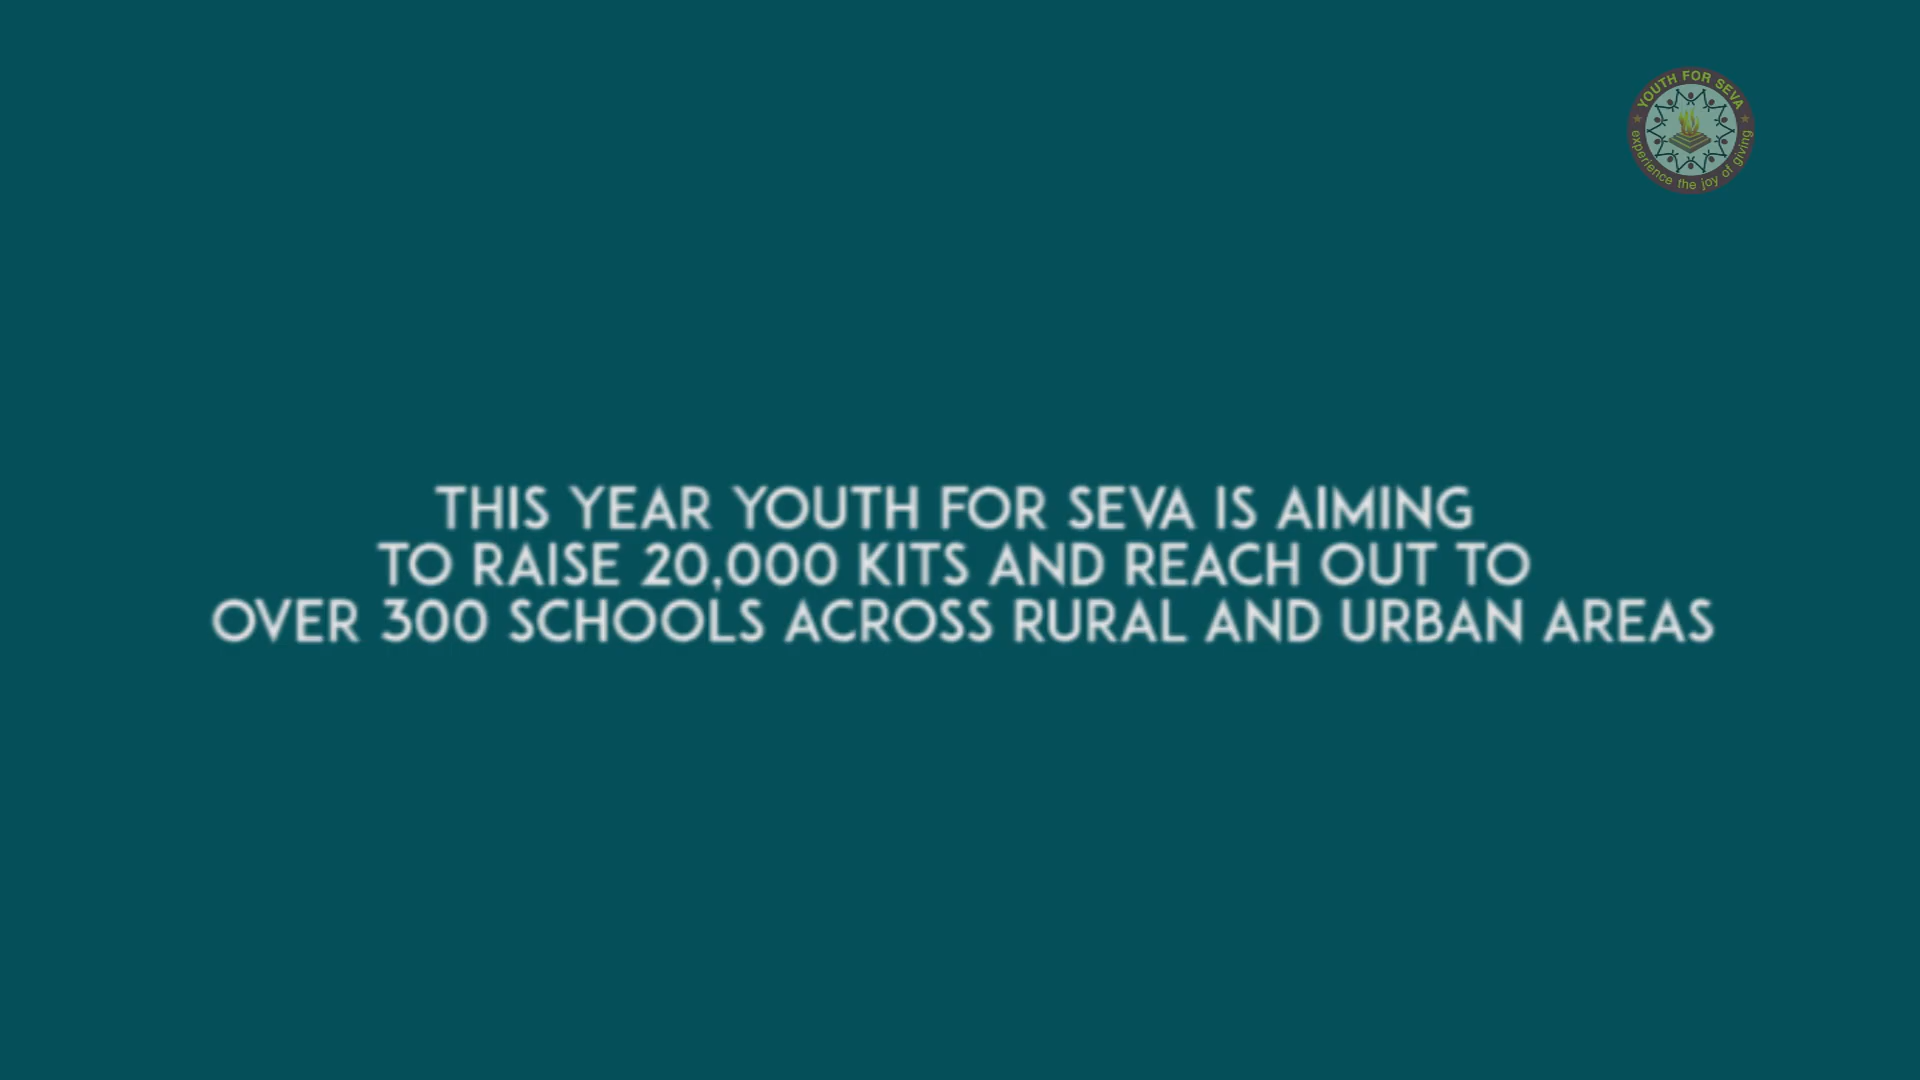 YOUTH FOR SEVA
experience the joy of giving
THIS YEAR YOUTH FOR SEVA IS AIMING
TO RAISE 20,000 KITS AND REACH OUT TO
OVER 300 SCHOOLS ACROSS RURAL AND URBAN AREAS